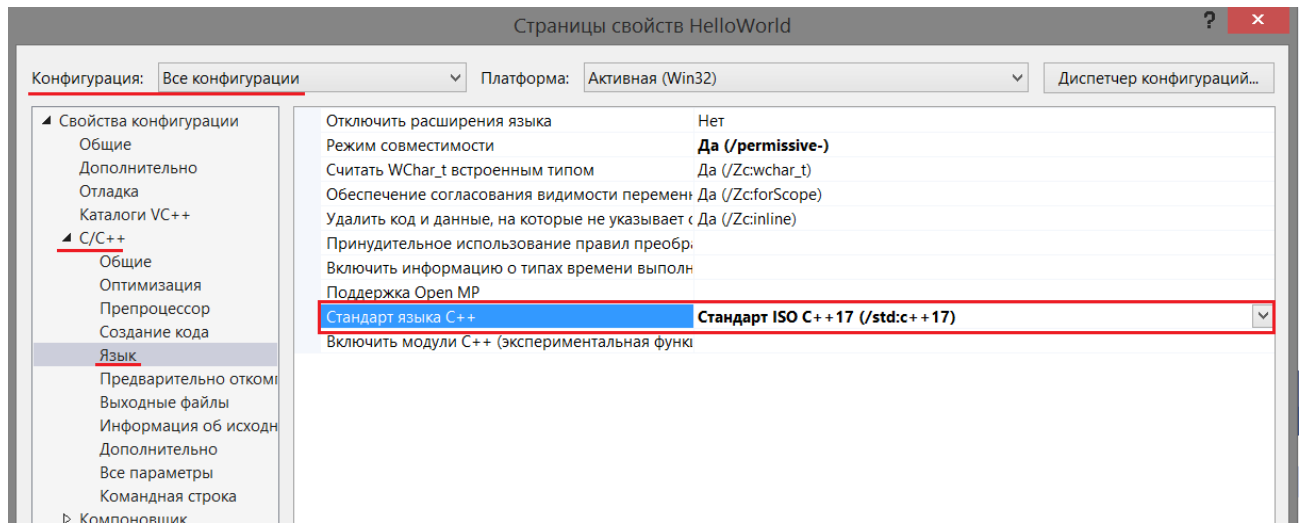 Страницы свойств HelloWorld
? ×
Конфигурация: Все конфигурации Платформа: Активная (Win32) Диспетчер конфигураций...
Свойства конфигурации
Общие
Дополнительно
Отладка
Каталоги VC++
C/C++
Общие
Оптимизация
Препроцессор
Создание кода
Язык
Предварительно отком
Выходные файлы
Информация об исходн
Дополнительно
Все параметры
Командная строка
Компоновщик
Отключить расширения языка Нет
Режим совместимости Да (/permissive-)
Считать WChar_t встроенным типом Да (/Zc:wchar_t)
Обеспечение согласования видимости перемен Да (/Zc:forScope)
Удалить код и данные, на которые не указывает Да (/Zc:inline)
Принудительное использование правил преобр
Включить информацию о типах времени выполн
Поддержка Open MP
Стандарт языка C++ Стандарт ISO C++17 (/std:c++17)
Включить модули C++ (экспериментальная функ